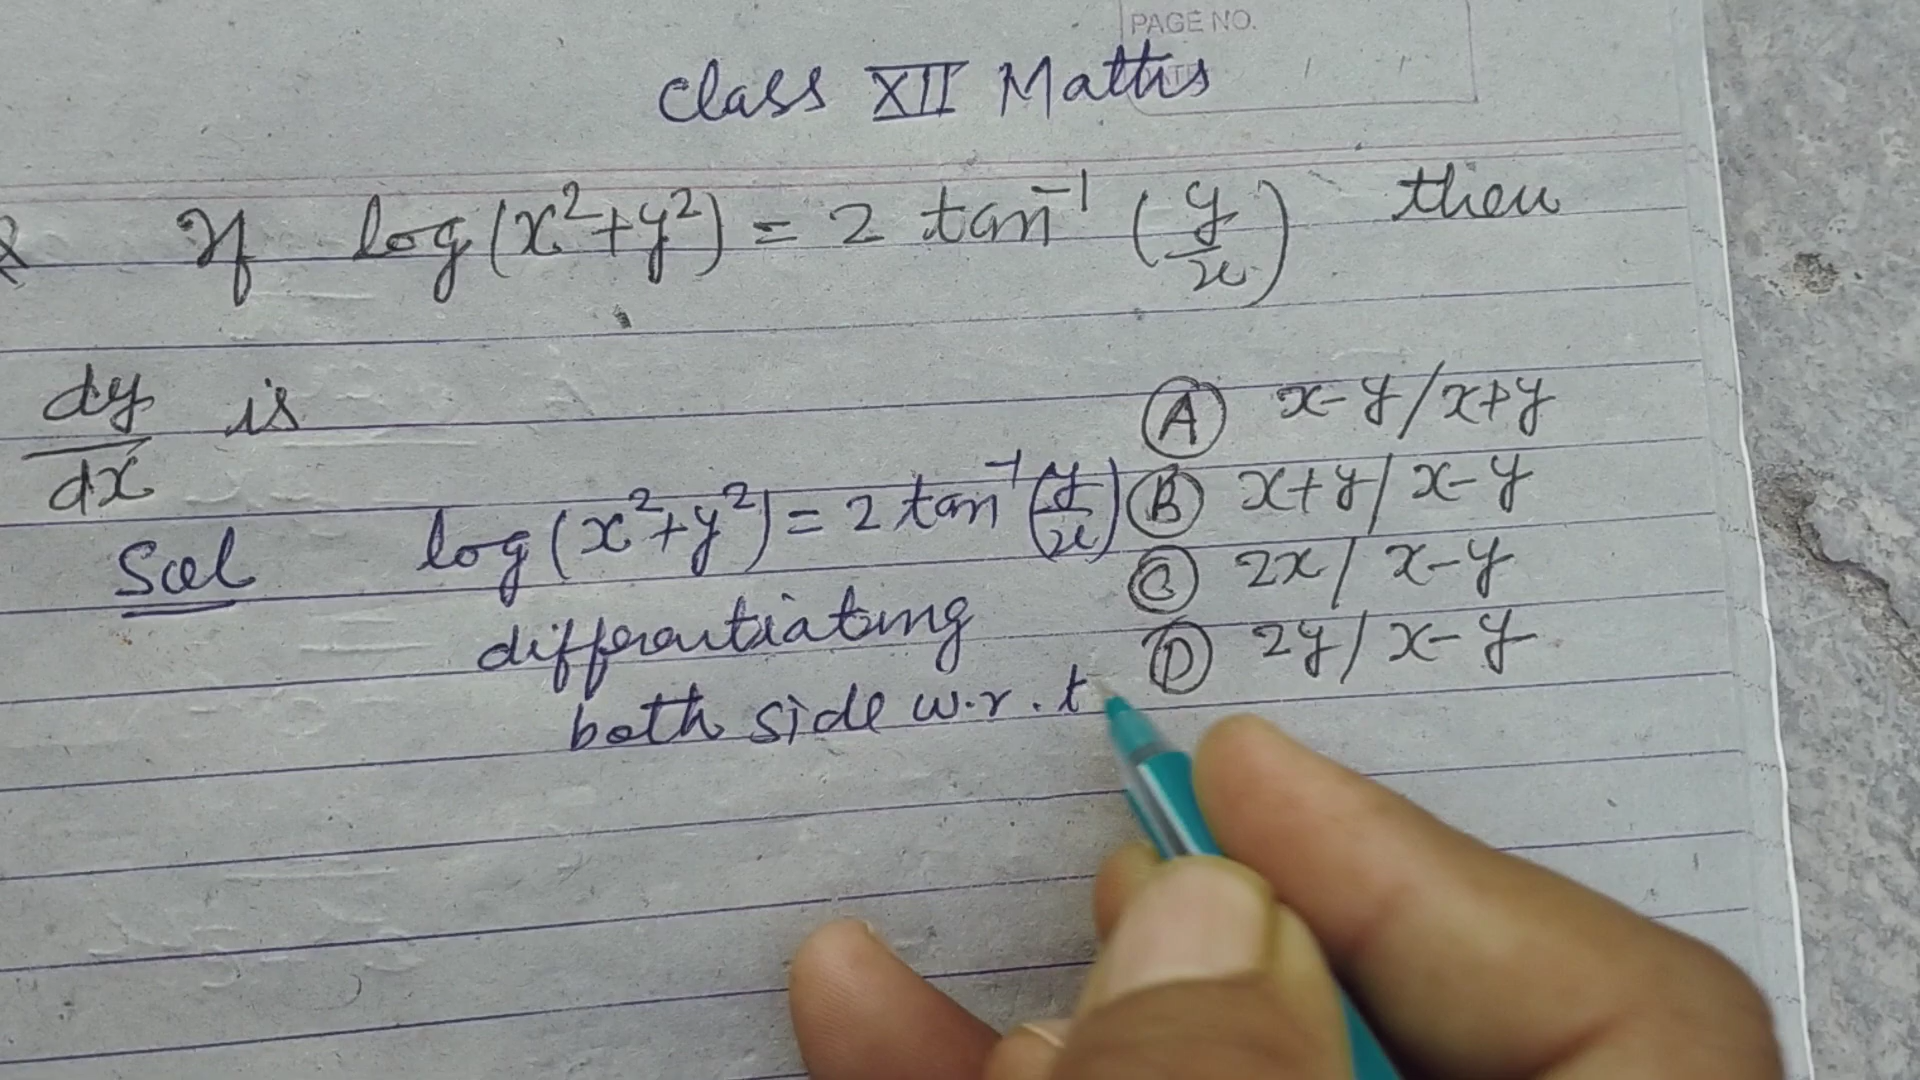 PAGE NO.
Class XII Maths
If log(x²+y²) = 2 tan⁻¹ (y/x) then
dy/dx is
(A) x-y/x+y
(B) x+y/x-y
(C) 2x/x-y
(D) 2y/x-y
Sol log(x²+y²) = 2 tan⁻¹(y/x)
differentiating
both side w.r.t